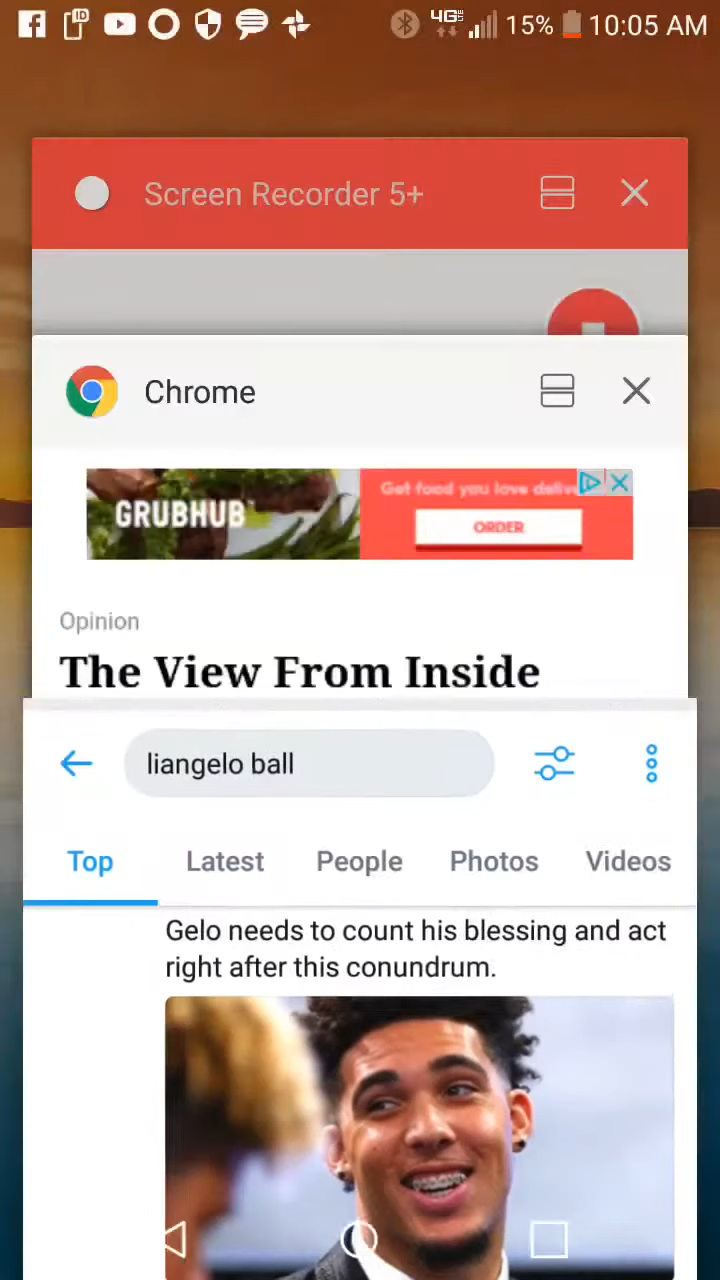 15% 10:05 AM
Screen Recorder 5+
Chrome
GRUBHUB
Get food you love
ORDER
Opinion
The View From Inside
liangelo ball
Top Latest People Photos Videos
Gelo needs to count his blessing and act
right after this conundrum.